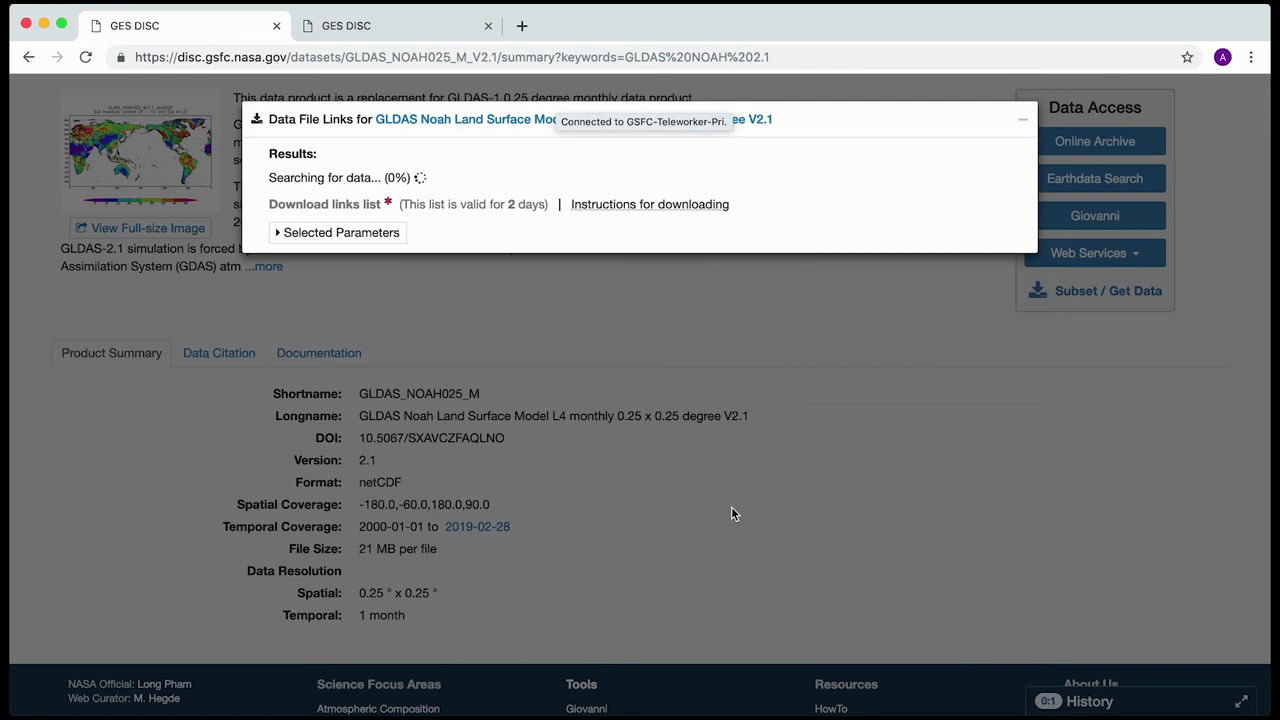 GES DISC
GES DISC
https://disc.gsfc.nasa.gov/datasets/GLDAS_NOAH025_M_V2.1/summary?keywords=GLDAS%20NOAH%202.1
A
This data product is a replacement for GLDAS-1 0.25 degree monthly data product.
Data File Links for GLDAS Noah Land Surface Mo
Connected to GSFC-Teleworker-Pri.
ee V2.1
Results:
Searching for data... (0%)
Download links list * (This list is valid for 2 days) | Instructions for downloading
Selected Parameters
View Full-size Image
GLDAS-2.1 simulation is forced
Assimilation System (GDAS) atm ...more
Data Access
Online Archive
Earthdata Search
Giovanni
Web Services
Subset / Get Data
Product Summary
Data Citation
Documentation
Shortname: GLDAS_NOAH025_M
Longname: GLDAS Noah Land Surface Model L4 monthly 0.25 x 0.25 degree V2.1
DOI: 10.5067/SXAVCZFAQLNO
Version: 2.1
Format: netCDF
Spatial Coverage: -180.0,-60.0,180.0,90.0
Temporal Coverage: 2000-01-01 to 2019-02-28
File Size: 21 MB per file
Data Resolution
Spatial: 0.25 ° x 0.25 °
Temporal: 1 month
NASA Official: Long Pham
Web Curator: M. Hegde
Science Focus Areas
Atmospheric Composition
Tools
Giovanni
Resources
HowTo
About Us
0:1 History